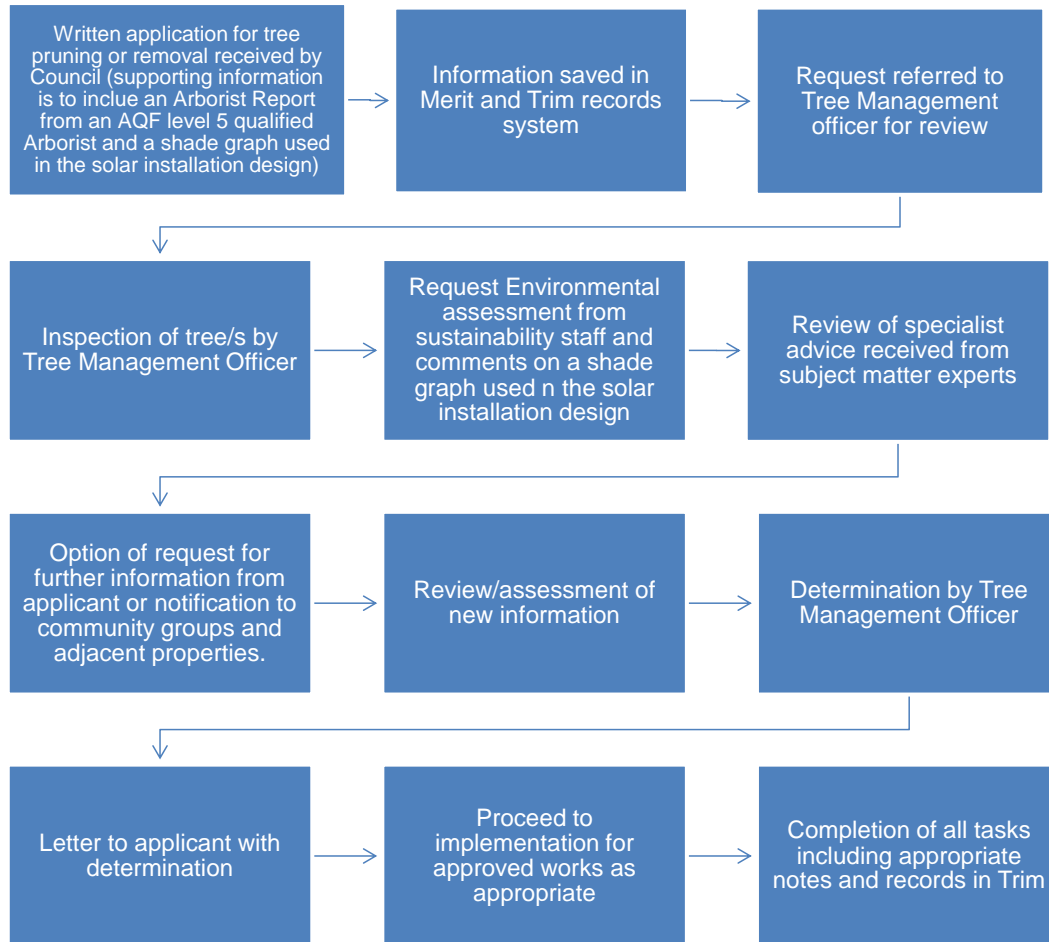 Written application for tree
pruning or removal received by
Council (supporting information
is to inclue an Arborist Report
from an AQF level 5 qualified
Arborist and a shade graph used
in the solar installation design)
Information saved in
Merit and Trim records
system
Request referred to
Tree Management
officer for review
Inspection of tree/s by
Tree Management Officer
Request Environmental
assessment from
sustainability staff and
comments on a shade
graph used n the solar
installation design
Review of specialist
advice received from
subject matter experts
Option of request for
further information from
applicant or notification to
community groups and
adjacent properties.
Review/assessment of
new information
Determination by Tree
Management Officer
Letter to applicant with
determination
Proceed to
implementation for
approved works as
appropriate
Completion of all tasks
including appropriate
notes and records in Trim